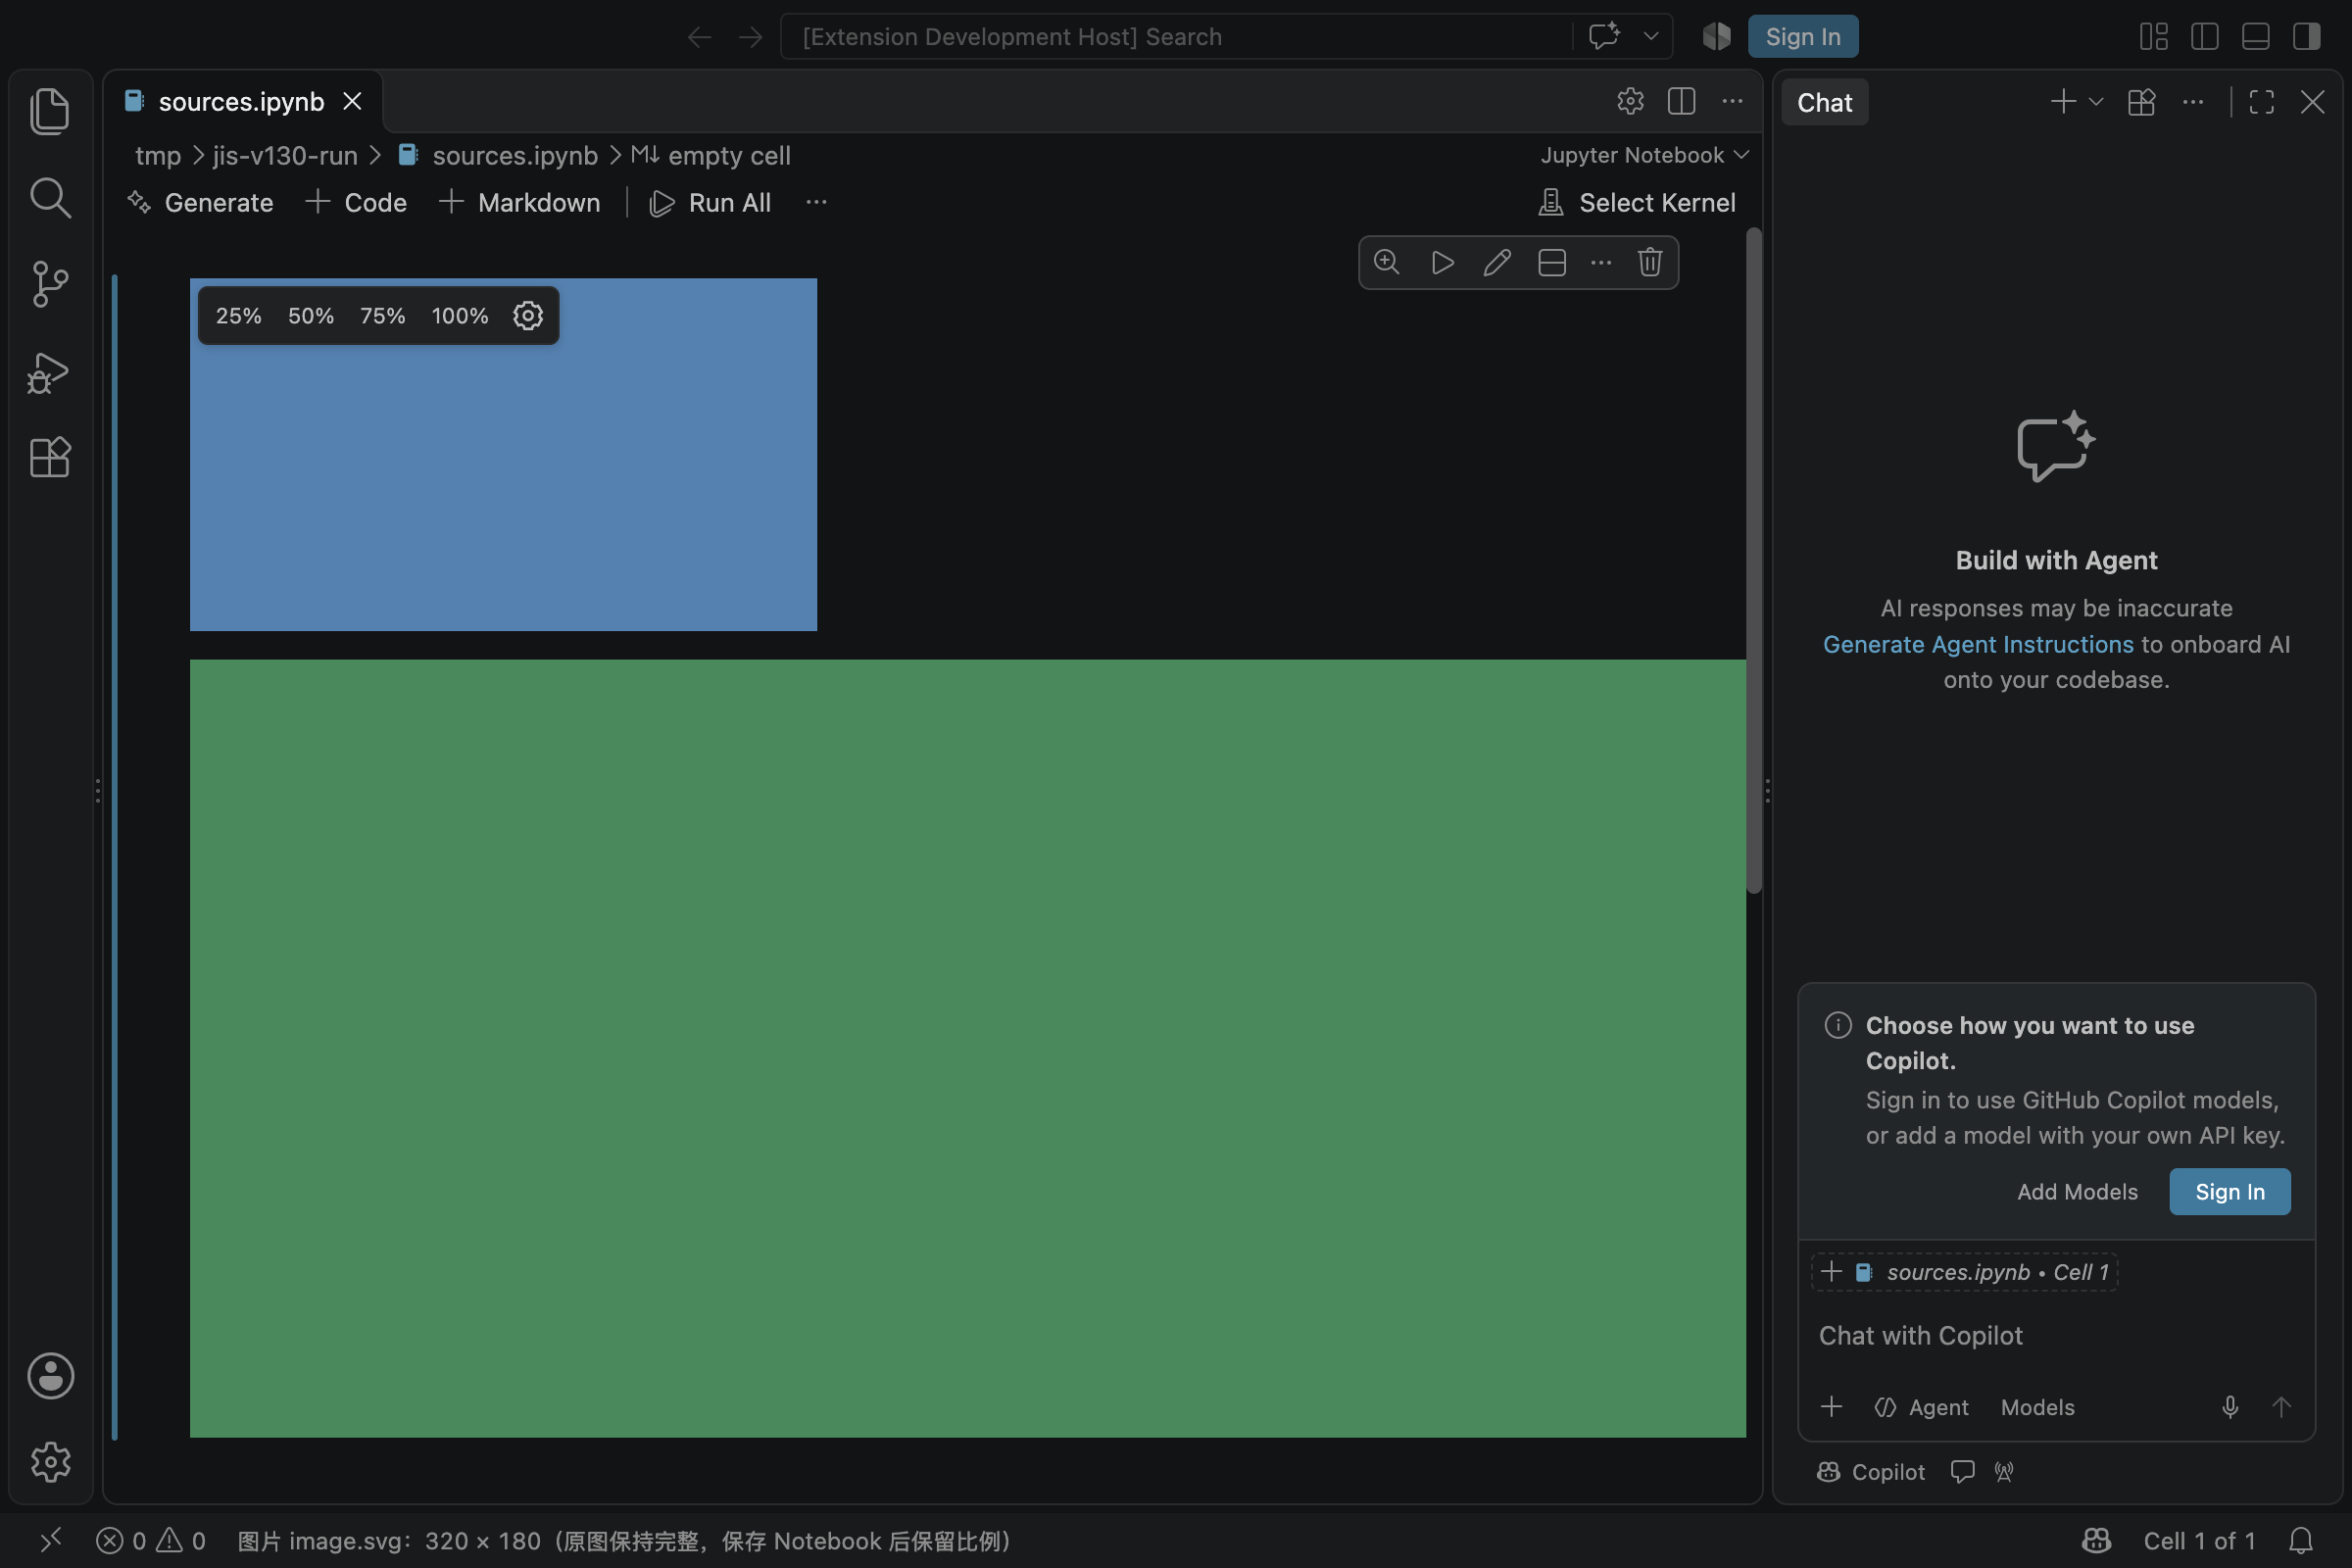 [Extension Development Host] Search
Sign In
sources.ipynb
Chat
tmp > jis-v130-run > sources.ipynb > M↓ empty cell
Jupyter Notebook
Generate
Code
Markdown
Run All
Select Kernel
25% 50% 75% 100%
Build with Agent
AI responses may be inaccurate
Generate Agent Instructions to onboard AI
onto your codebase.
Choose how you want to use
Copilot.
Sign in to use GitHub Copilot models,
or add a model with your own API key.
Add Models
Sign In
sources.ipynb • Cell 1
Chat with Copilot
Agent
Models
Copilot
0 0 图片 image.svg：320 × 180（原图保持完整，保存 Notebook 后保留比例）
Cell 1 of 1